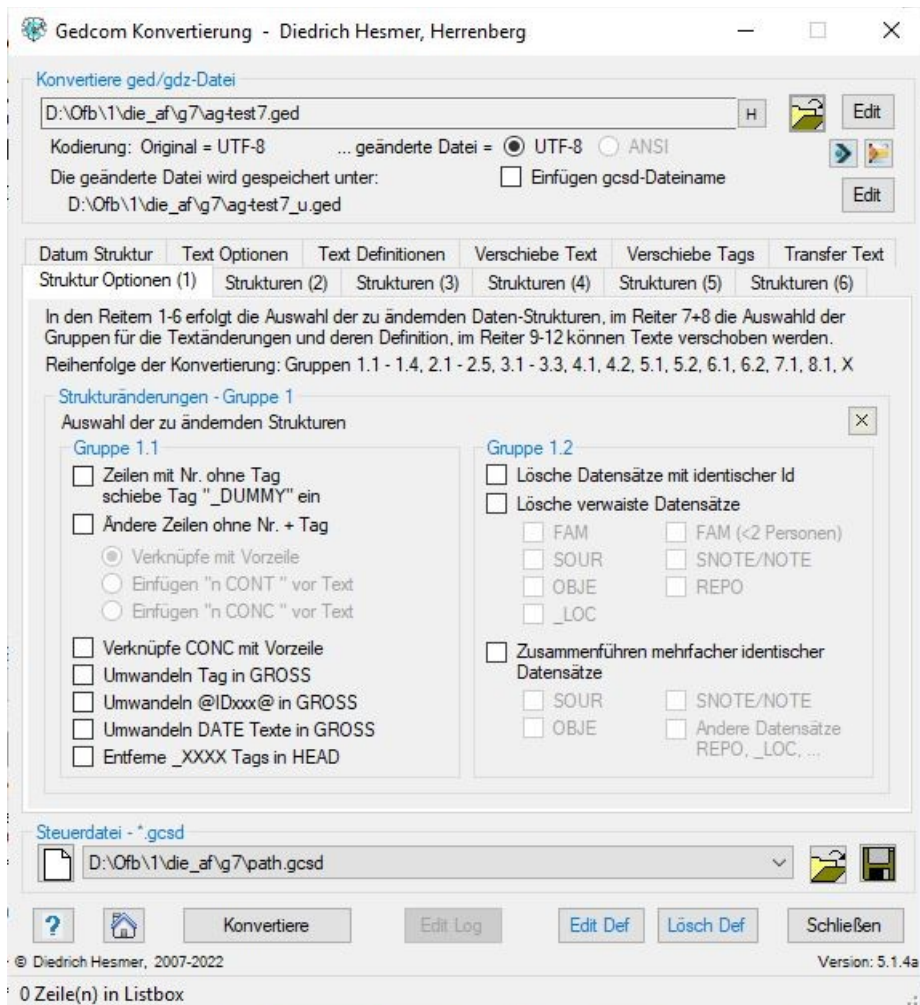 Gedcom Konvertierung - Diedrich Hesmer, Herrenberg
Konvertiere ged/gdz-Datei
D:\Ofb\1\die_af\g7\ag-test7.ged
H
Edit
Kodierung: Original = UTF-8 ... geänderte Datei = UTF-8 ANSI
Die geänderte Datei wird gespeichert unter: Einfügen gcsd-Dateiname
D:\Ofb\1\die_af\g7\ag-test7_u.ged
Edit
Datum Struktur Text Optionen Text Definitionen Verschiebe Text Verschiebe Tags Transfer Text
Struktur Optionen (1) Strukturen (2) Strukturen (3) Strukturen (4) Strukturen (5) Strukturen (6)
In den Reitern 1-6 erfolgt die Auswahl der zu ändernden Daten-Strukturen, im Reiter 7+8 die Auswahld der
Gruppen für die Textänderungen und deren Definition, im Reiter 9-12 können Texte verschoben werden.
Reihenfolge der Konvertierung: Gruppen 1.1 - 1.4, 2.1 - 2.5, 3.1 - 3.3, 4.1, 4.2, 5.1, 5.2, 6.1, 6.2, 7.1, 8.1, X
Strukturänderungen - Gruppe 1
Auswahl der zu ändernden Strukturen
Gruppe 1.1
Zeilen mit Nr. ohne Tag
schiebe Tag "_DUMMY" ein
Ändere Zeilen ohne Nr. + Tag
Verknüpfe mit Vorzeile
Einfügen "n CONT " vor Text
Einfügen "n CONC " vor Text
Verknüpfe CONC mit Vorzeile
Umwandeln Tag in GROSS
Umwandeln @IDxxx@ in GROSS
Umwandeln DATE Texte in GROSS
Entferne _XXXX Tags in HEAD
Gruppe 1.2
Lösche Datensätze mit identischer Id
Lösche verwaiste Datensätze
FAM FAM (<2 Personen)
SOUR SNOTE/NOTE
OBJE REPO
_LOC
Zusammenführen mehrfacher identischer
Datensätze
SOUR SNOTE/NOTE
OBJE Andere Datensätze
REPO, _LOC, ...
Steuerdatei - *.gcsd
D:\Ofb\1\die_af\g7\path.gcsd
? Konvertiere Edit Log Edit Def Lösch Def Schließen
© Diedrich Hesmer, 2007-2022 Version: 5.1.4a
0 Zeile(n) in Listbox